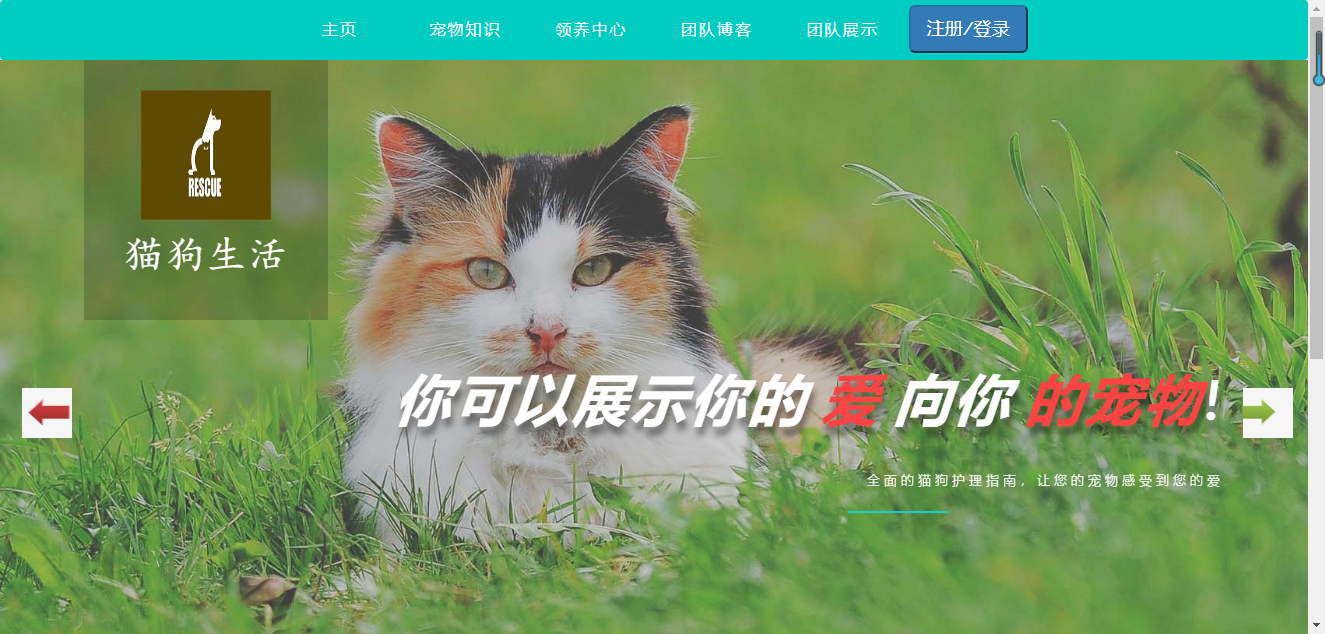 主页 宠物知识 领养中心 团队博客 团队展示 注册/登录
RESCUE
猫狗生活
你可以展示你的 爱 向你 的宠物!
全面的猫狗护理指南，让您的宠物感受到您的爱